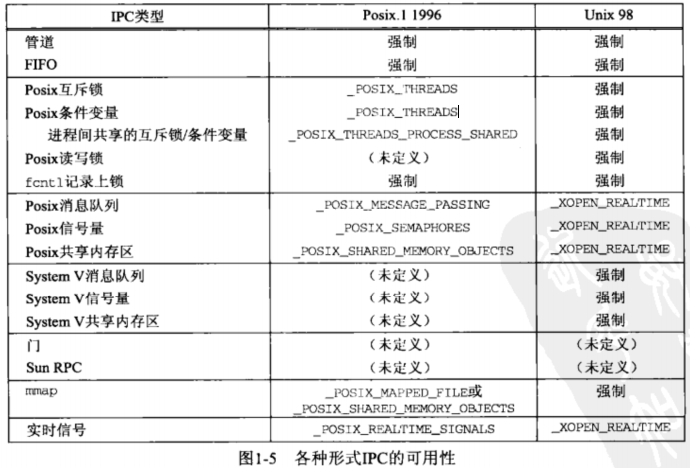 IPC类型 Posix.1 1996 Unix 98
管道 强制 强制
FIFO 强制 强制
Posix互斥锁 _POSIX_THREADS 强制
Posix条件变量 _POSIX_THREADS 强制
进程间共享的互斥锁/条件变量 _POSIX_THREADS_PROCESS_SHARED 强制
Posix读写锁 （未定义） 强制
fcntl记录上锁 强制 强制
Posix消息队列 _POSIX_MESSAGE_PASSING _XOPEN_REALTIME
Posix信号量 _POSIX_SEMAPHORES _XOPEN_REALTIME
Posix共享内存区 _POSIX_SHARED_MEMORY_OBJECTS _XOPEN_REALTIME
System V消息队列 （未定义） 强制
System V信号量 （未定义） 强制
System V共享内存区 （未定义） 强制
门 （未定义） （未定义）
Sun RPC （未定义） （未定义）
mmap _POSIX_MAPPED_FILE或 强制
_POSIX_SHARED_MEMORY_OBJECTS
实时信号 _POSIX_REALTIME_SIGNALS _XOPEN_REALTIME
图1-5 各种形式IPC的可用性